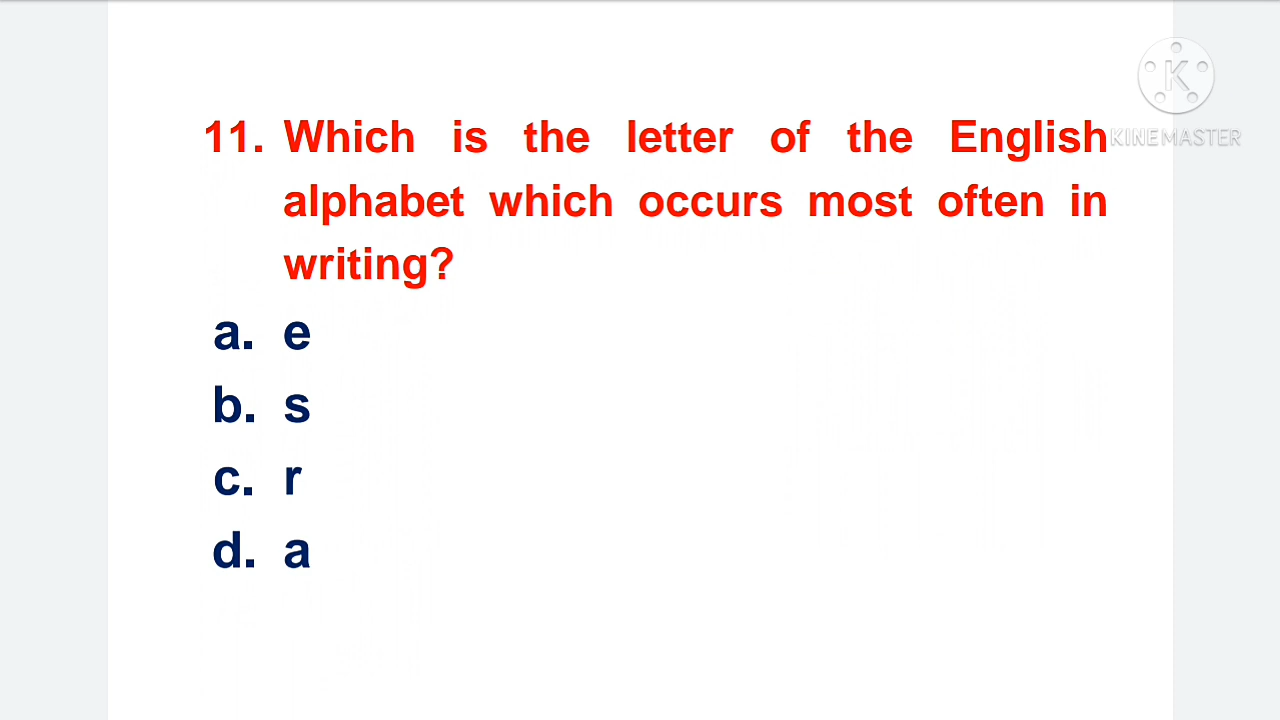 11. Which is the letter of the English
KINEMASTER
alphabet which occurs most often in
writing?
a. e
b. s
c. r
d. a